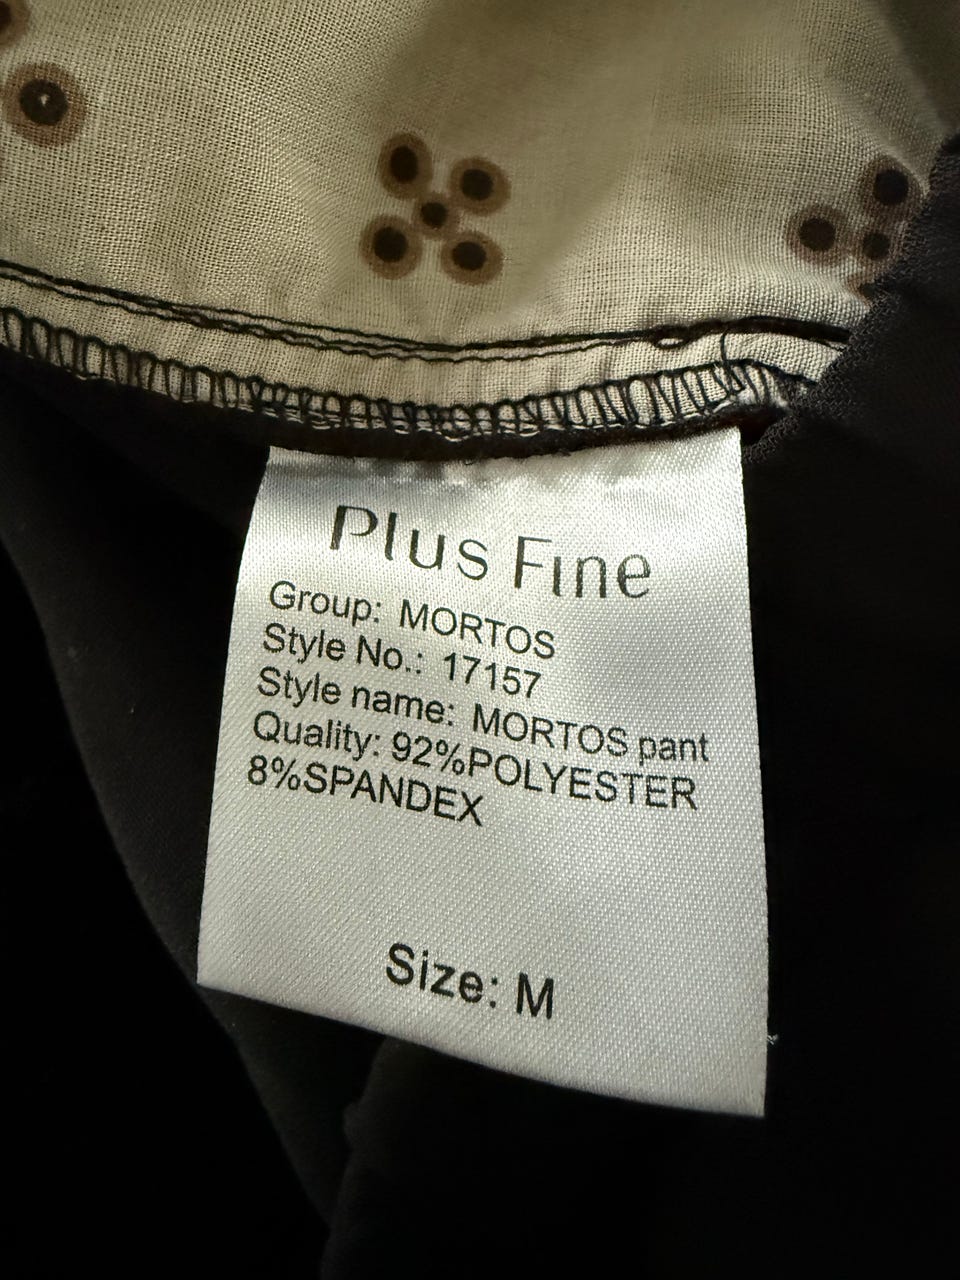 Plus Fine
Group: MORTOS
Style No.: 17157
Style name: MORTOS pant
Quality: 92%POLYESTER
8%SPANDEX
Size: M